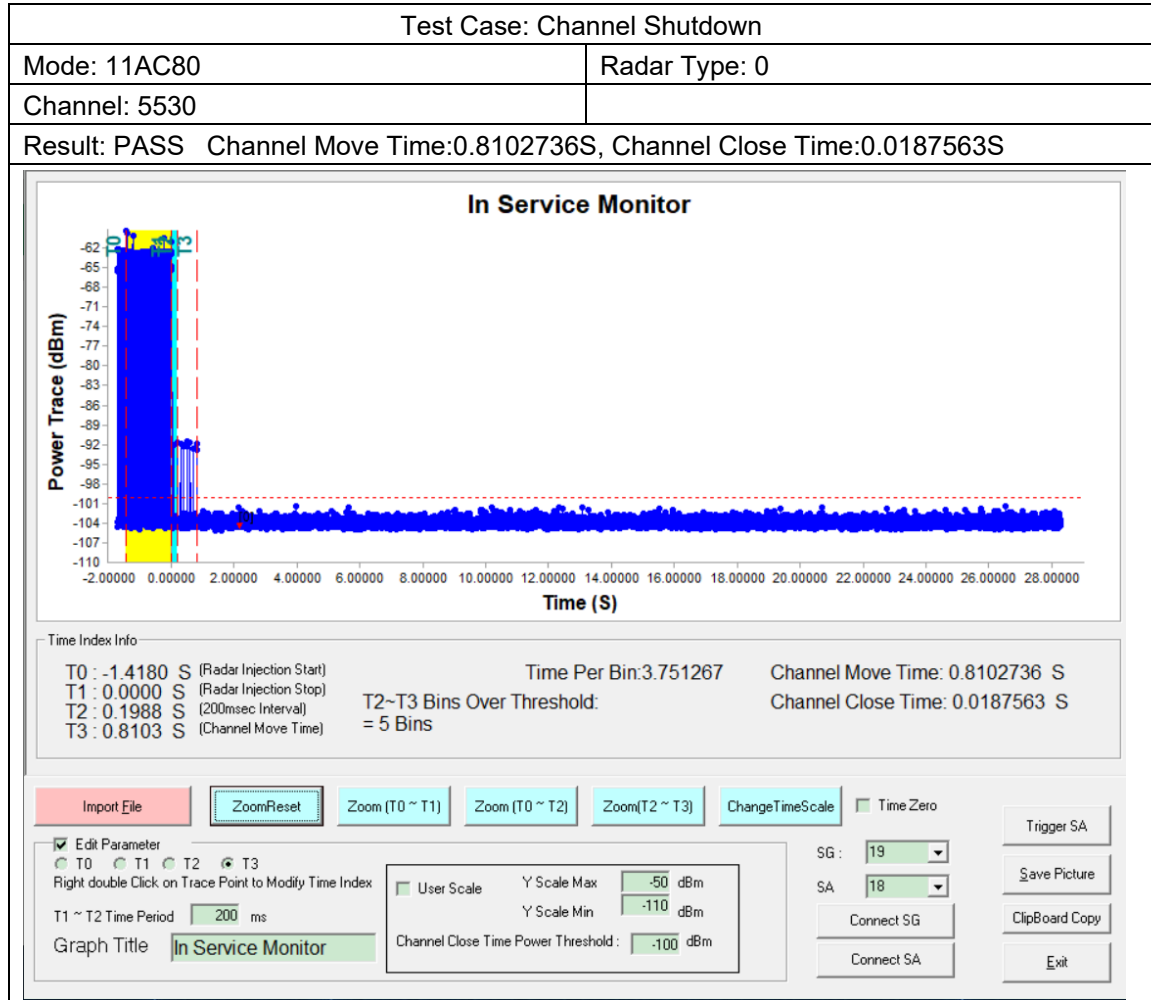 Test Case: Channel Shutdown
Mode: 11AC80 Radar Type: 0
Channel: 5530
Result: PASS Channel Move Time:0.8102736S, Channel Close Time:0.0187563S
In Service Monitor
T0 T2 T3
Power Trace (dBm)
-62
-65
-68
-71
-74
-77
-80
-83
-86
-89
-92
-95
-98
-101
-104
-107
-110
-2.00000 0.00000 2.00000 4.00000 6.00000 8.00000 10.00000 12.00000 14.00000 16.00000 18.00000 20.00000 22.00000 24.00000 26.00000 28.00000
Time (S)
Time Index Info
T0 : -1.4180 S (Radar Injection Start)
T1 : 0.0000 S (Radar Injection Stop)
T2 : 0.1988 S (200msec Interval)
T3 : 0.8103 S (Channel Move Time)
Time Per Bin:3.751267
T2~T3 Bins Over Threshold:
= 5 Bins
Channel Move Time: 0.8102736 S
Channel Close Time: 0.0187563 S
Import File ZoomReset Zoom (T0 ~ T1) Zoom (T0 ~ T2) Zoom(T2 ~ T3) ChangeTimeScale Time Zero
Edit Parameter
T0 T1 T2 T3
Right double Click on Trace Point to Modify Time Index
T1 ~ T2 Time Period 200 ms
Graph Title In Service Monitor
User Scale Y Scale Max -50 dBm
Y Scale Min -110 dBm
Channel Close Time Power Threshold : -100 dBm
SG : 19
SA 18
Connect SG
Connect SA
Trigger SA
Save Picture
ClipBoard Copy
Exit